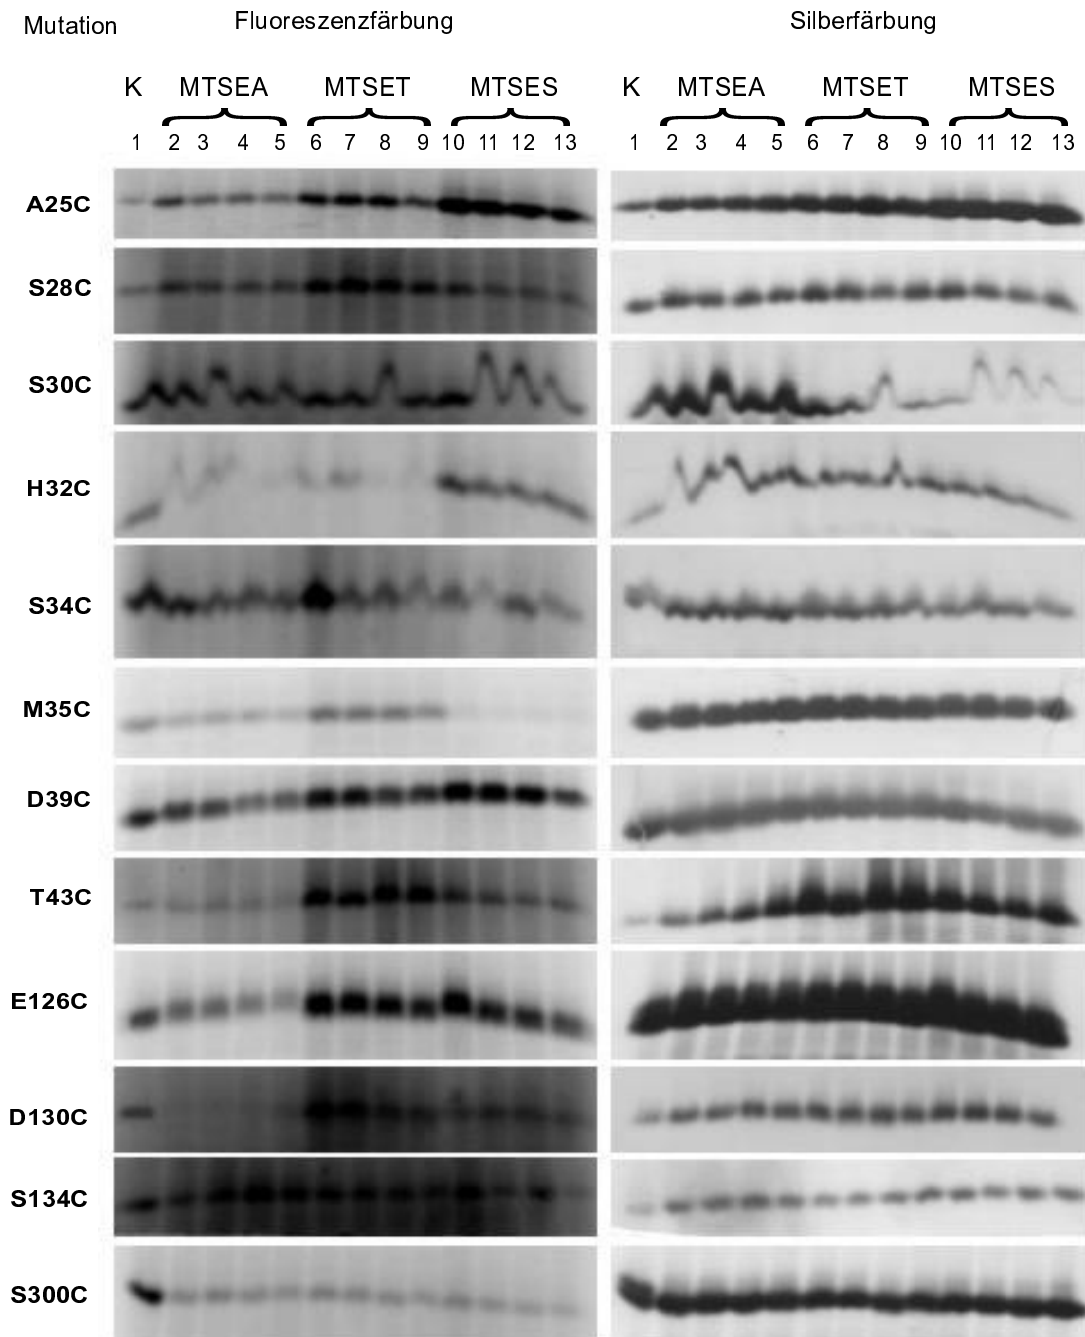 Mutation Fluoreszenzfärbung Silberfärbung
K MTSEA MTSET MTSES K MTSEA MTSET MTSES
1 2 3 4 5 6 7 8 9 10 11 12 13 1 2 3 4 5 6 7 8 9 10 11 12 13
A25C
S28C
S30C
H32C
S34C
M35C
D39C
T43C
E126C
D130C
S134C
S300C